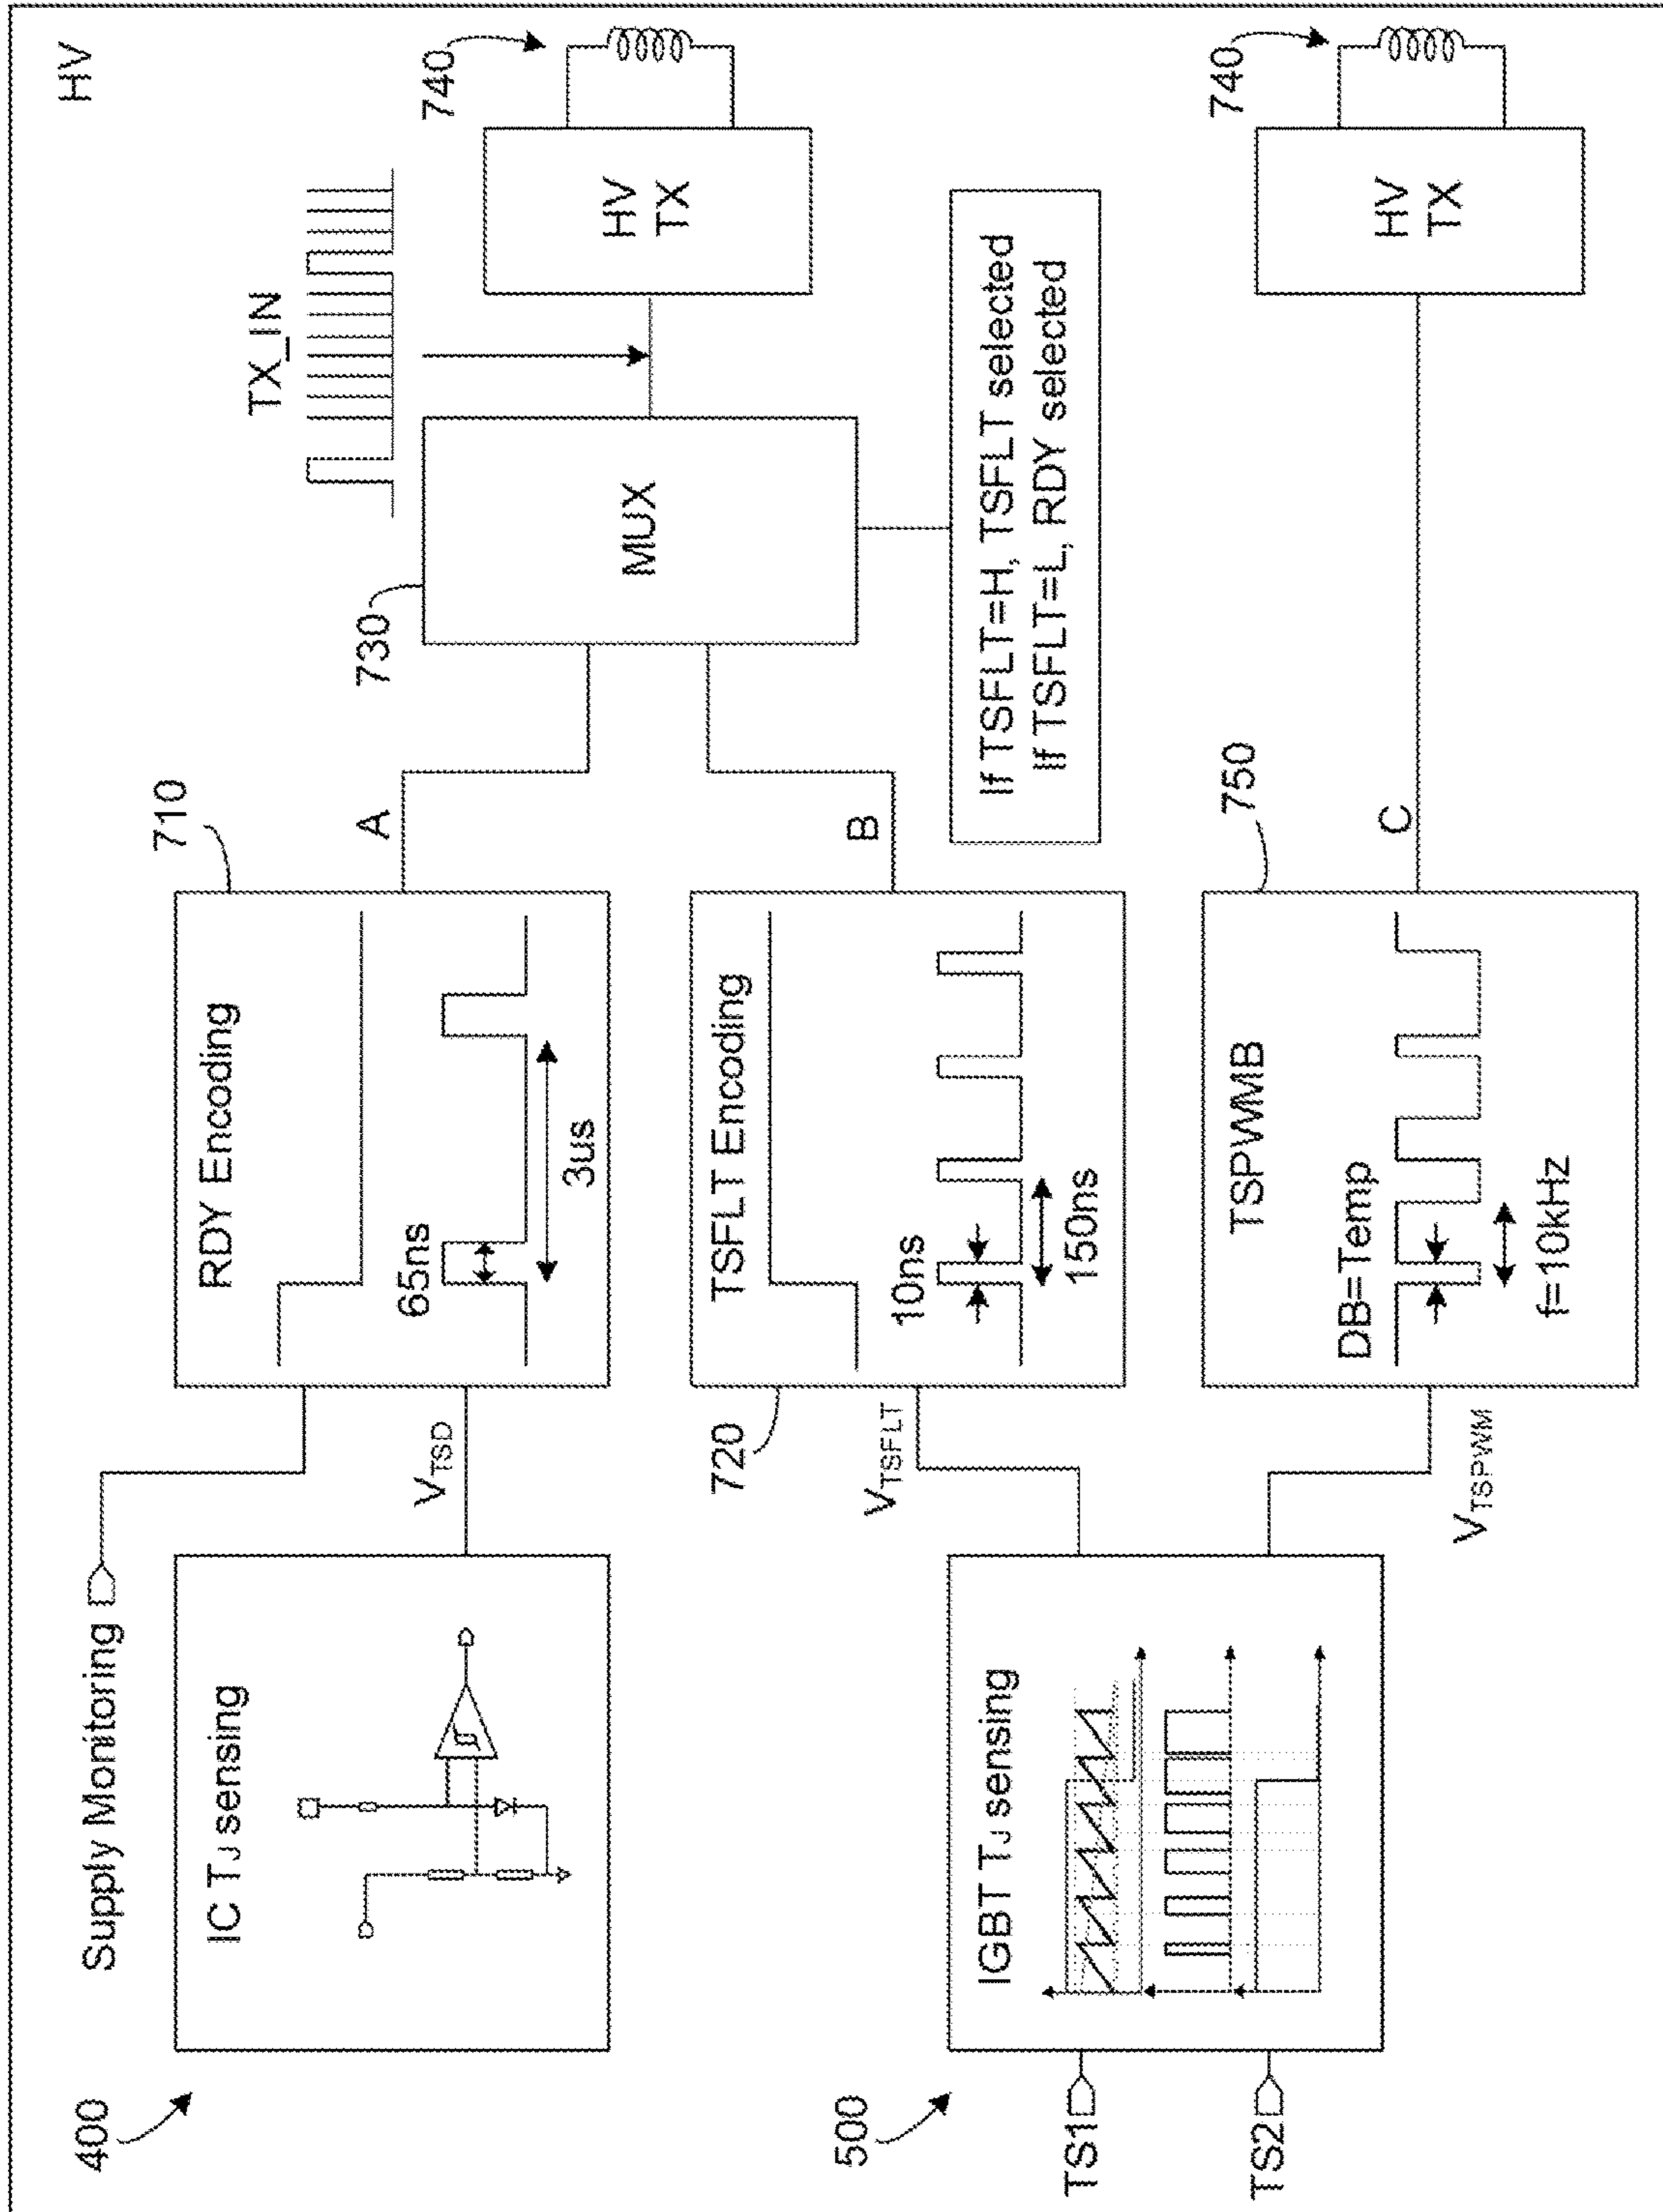 HV
400
Supply Monitoring
IC TJ sensing
VTSD
710
RDY Encoding
65ns
3us
A
730
MUX
TX_IN
740
HV
TX
If TSFLT=H, TSFLT selected
If TSFLT=L, RDY selected
500
TS1
TS2
IGBT TJ sensing
VTSFLT
VTSPWM
720
TSFLT Encoding
10ns
150ns
B
750
TSPWMB
DB=Temp
f=10kHz
C
740
HV
TX